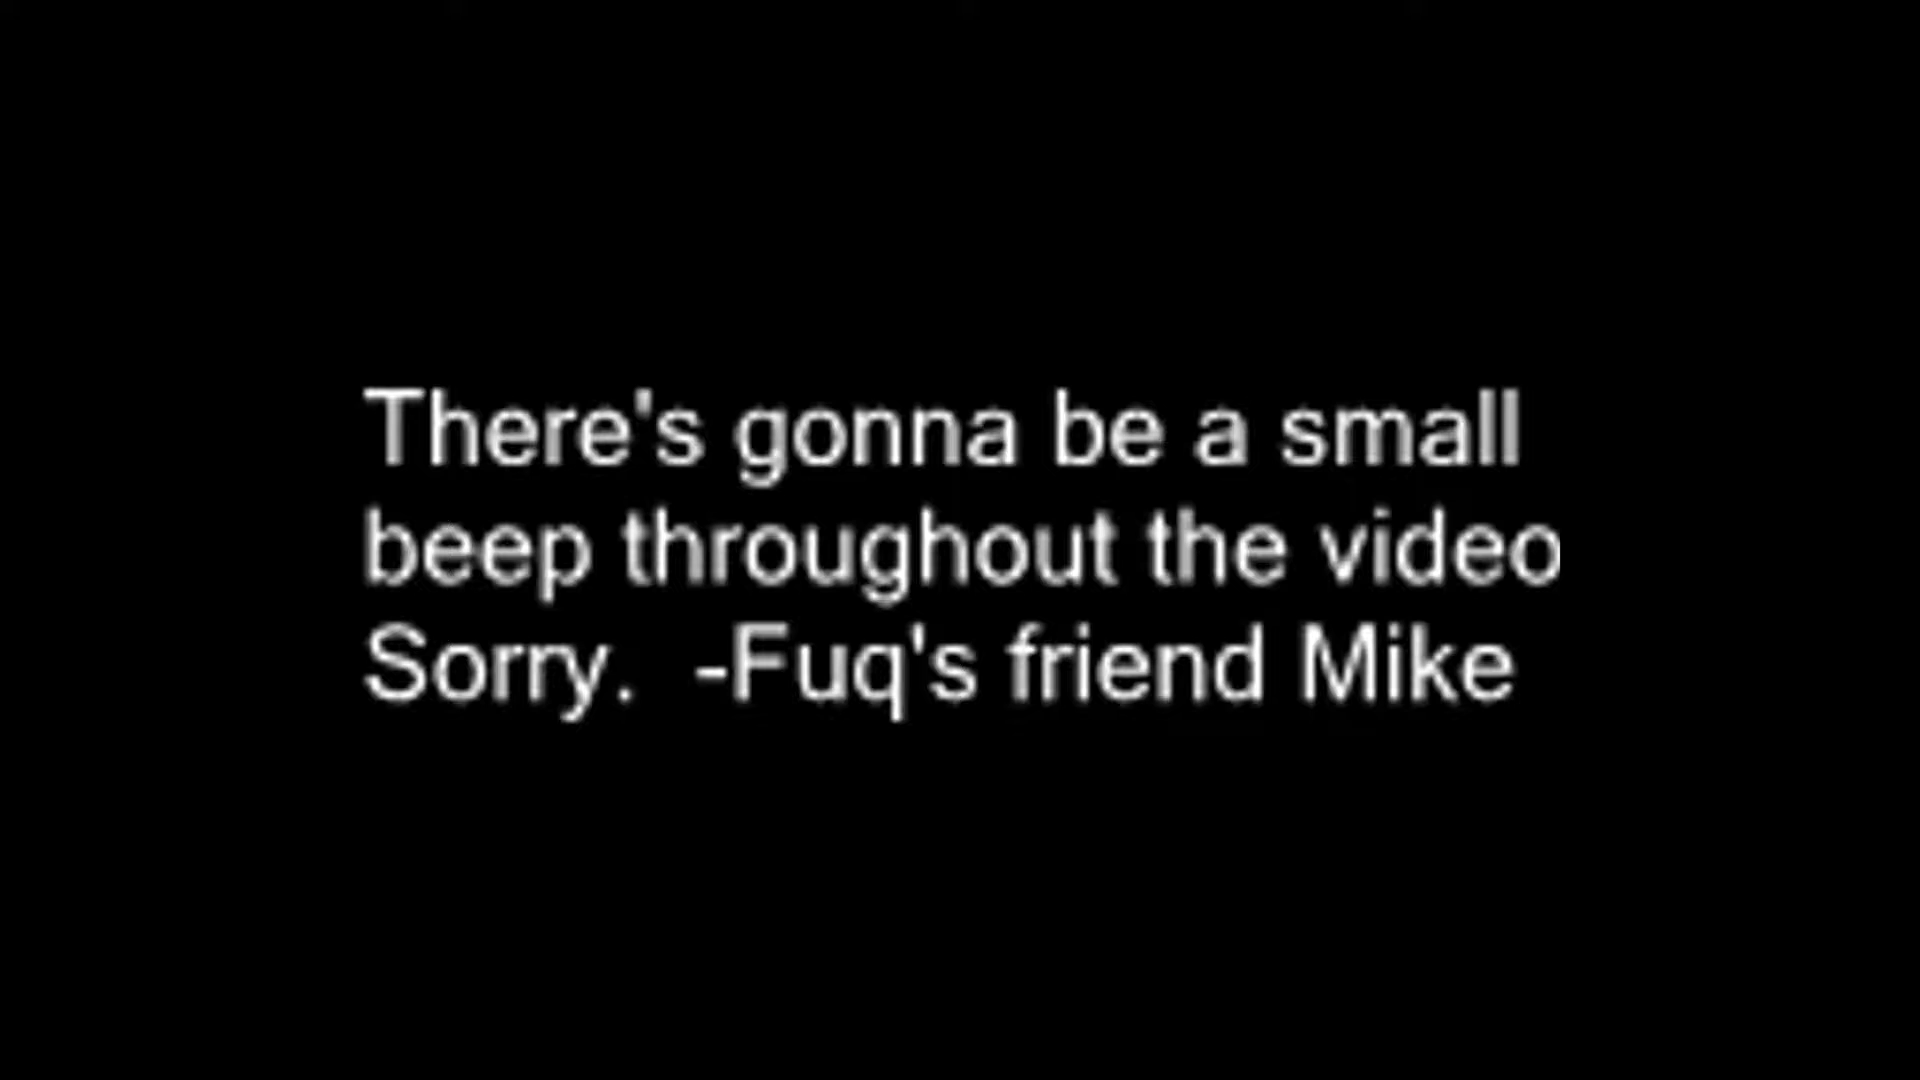 There's gonna be a small
beep throughout the video
Sorry.  -Fuq's friend Mike